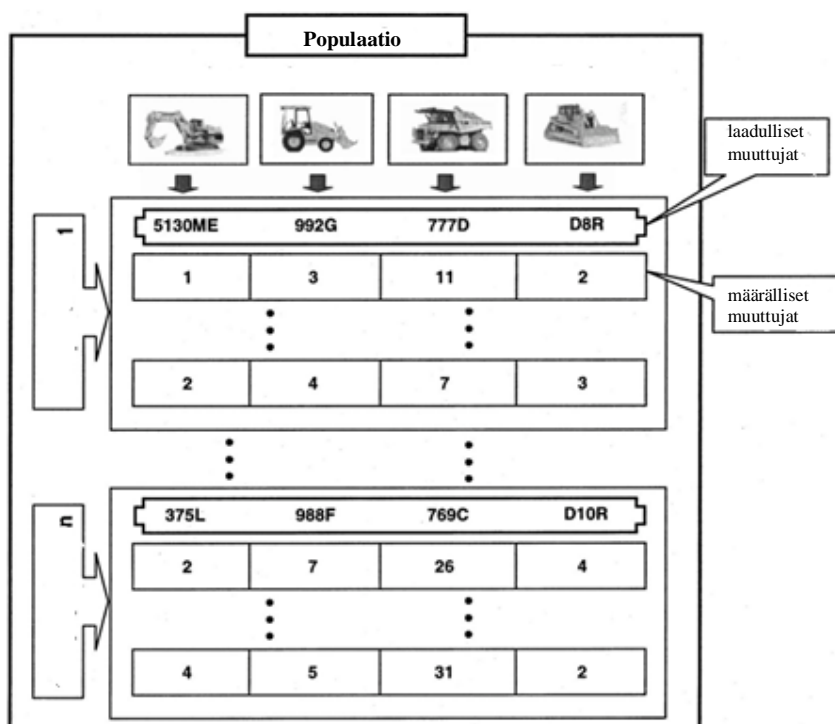 Populaatio
laadulliset
muuttujat
1
5130ME 992G 777D D8R
1 3 11 2
määrälliset
muuttujat
2 4 7 3
n
375L 988F 769C D10R
2 7 26 4
4 5 31 2